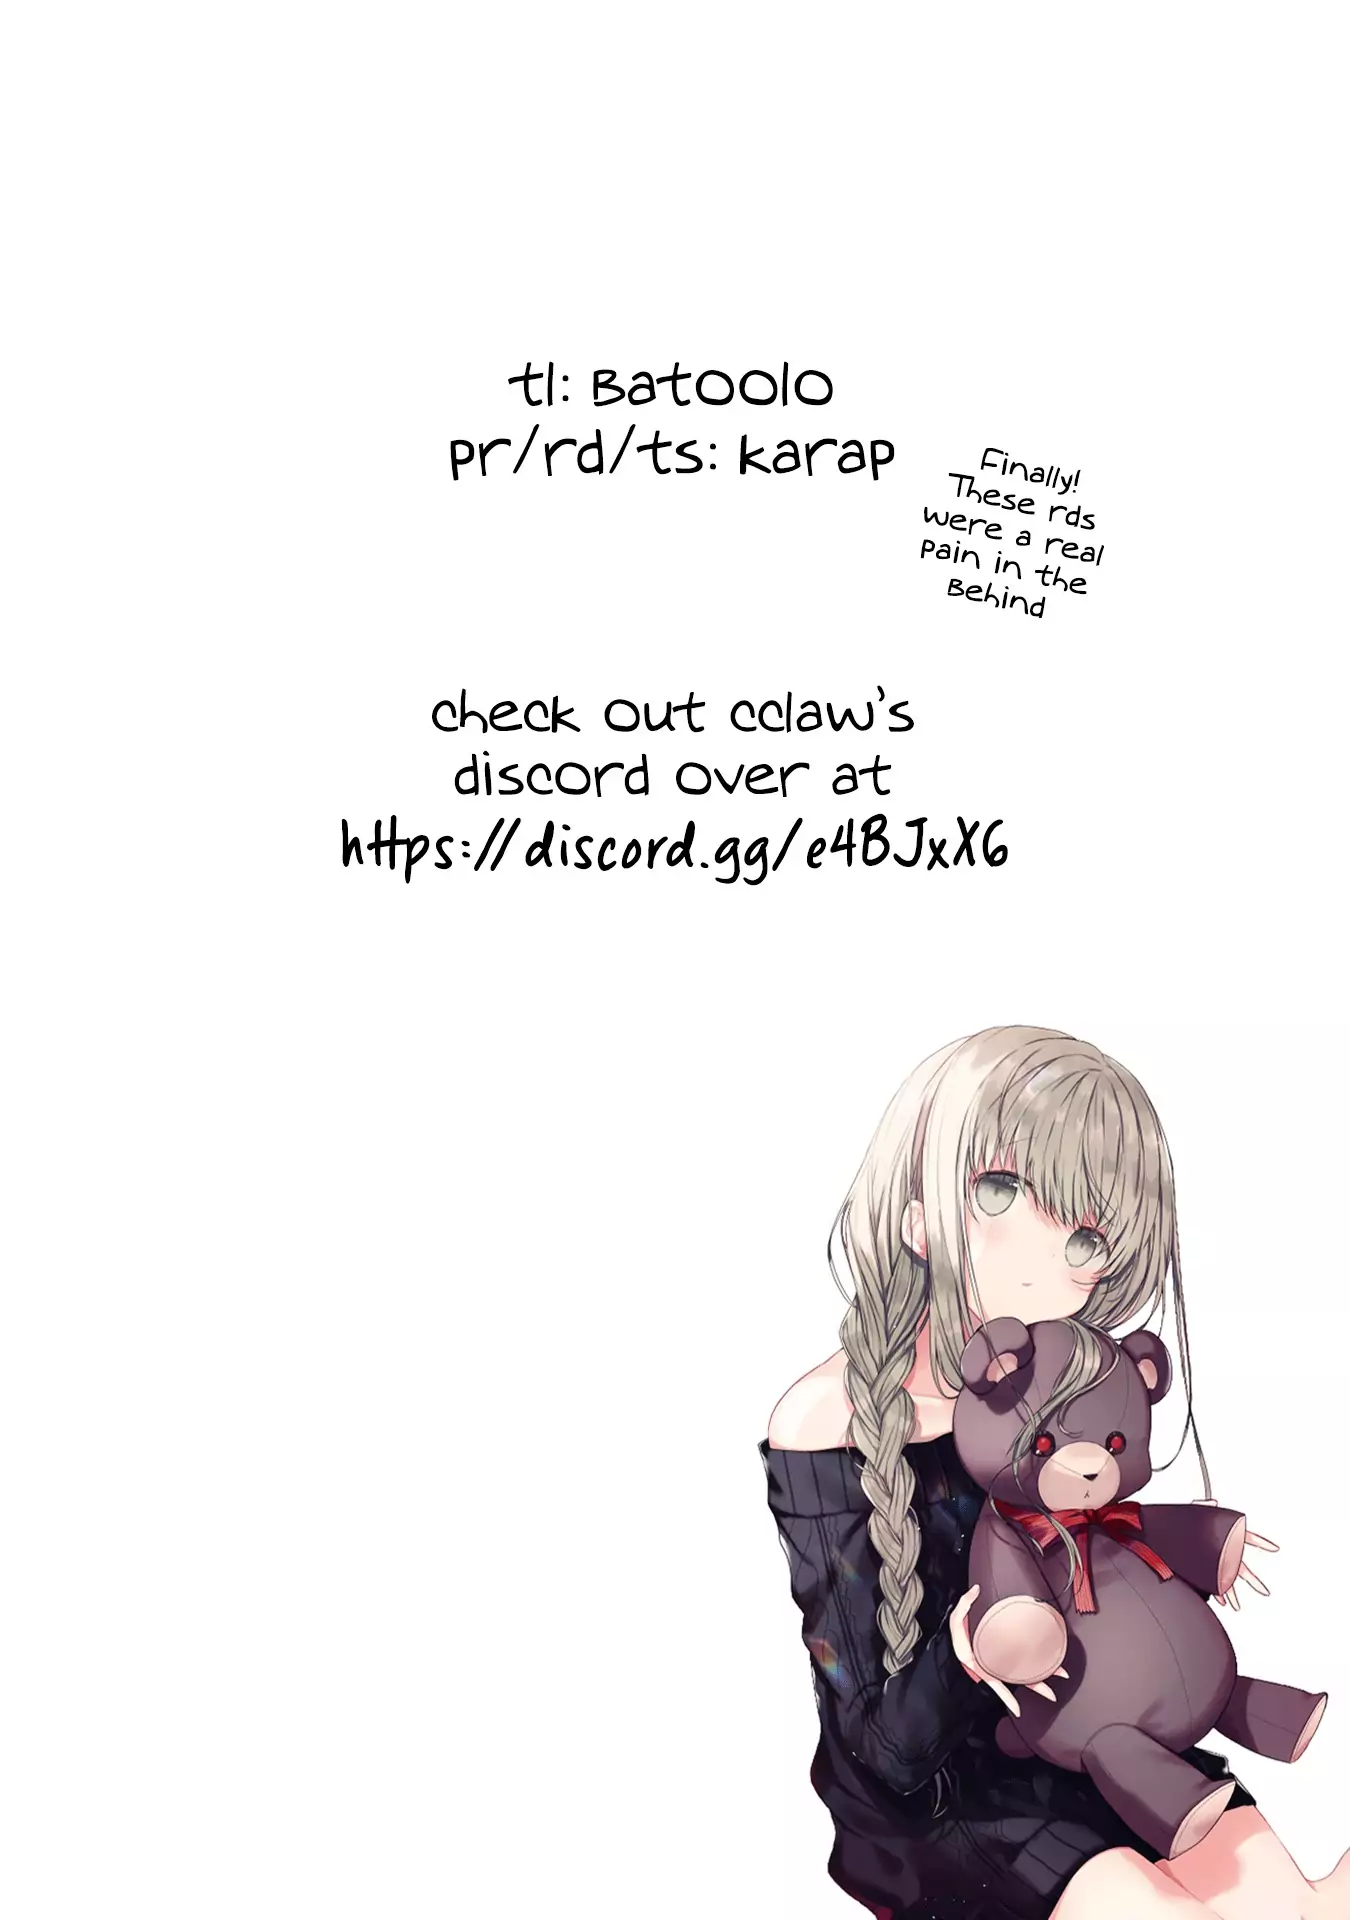 tl: Batoolo
pr/rd/ts: karap
Finally!
These rds
were a real
pain in the
Behind
check out cclaw's
discord over at
https://discord.gg/e4BJxX6